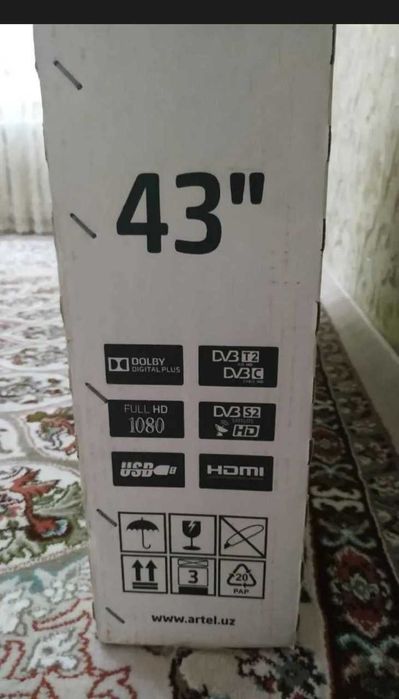 43"
DOLBY
DIGITAL PLUS
DVB T2
DVB C
FULL HD
1080
DVB S2
HD
USB
HDMI
3
20
PAP
www.artel.uz